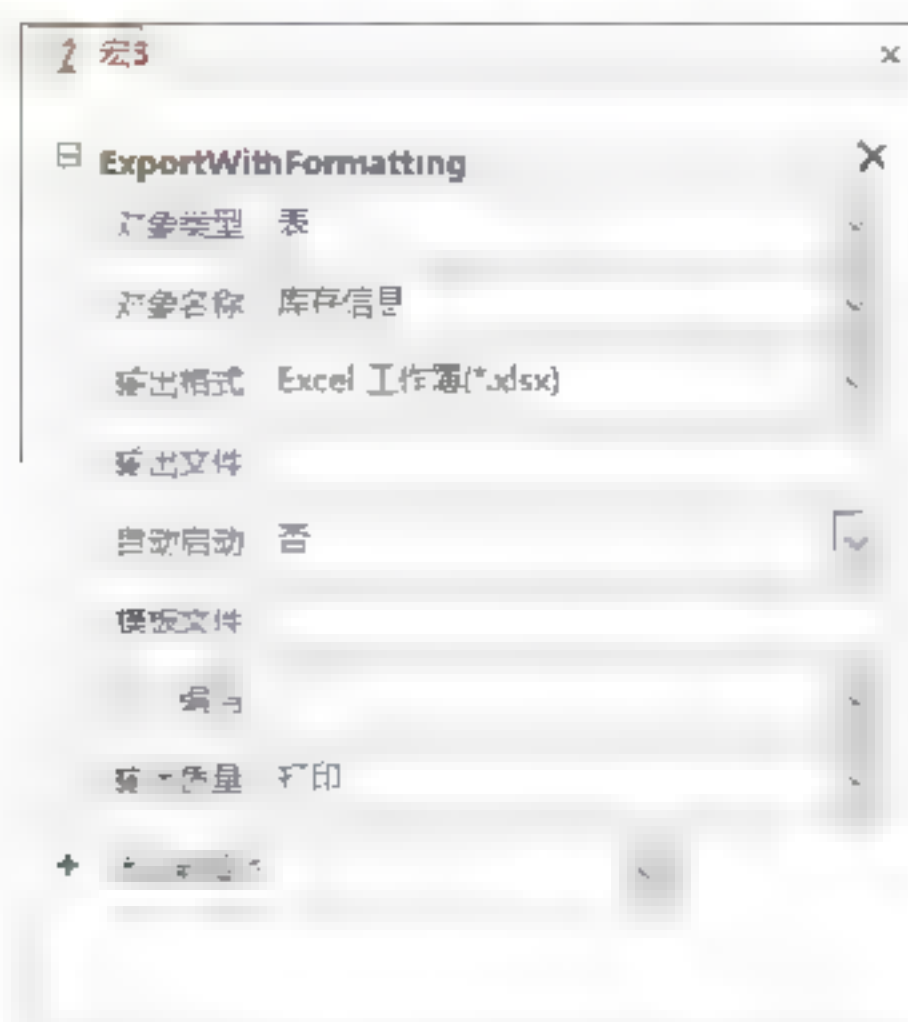 宏3
ExportWithFormatting
对象类型 表
对象名称 库存信息
输出格式 Excel 工作簿(*.xlsx)
输出文件
自动启动 否
模板文件
编码
输出质量 打印